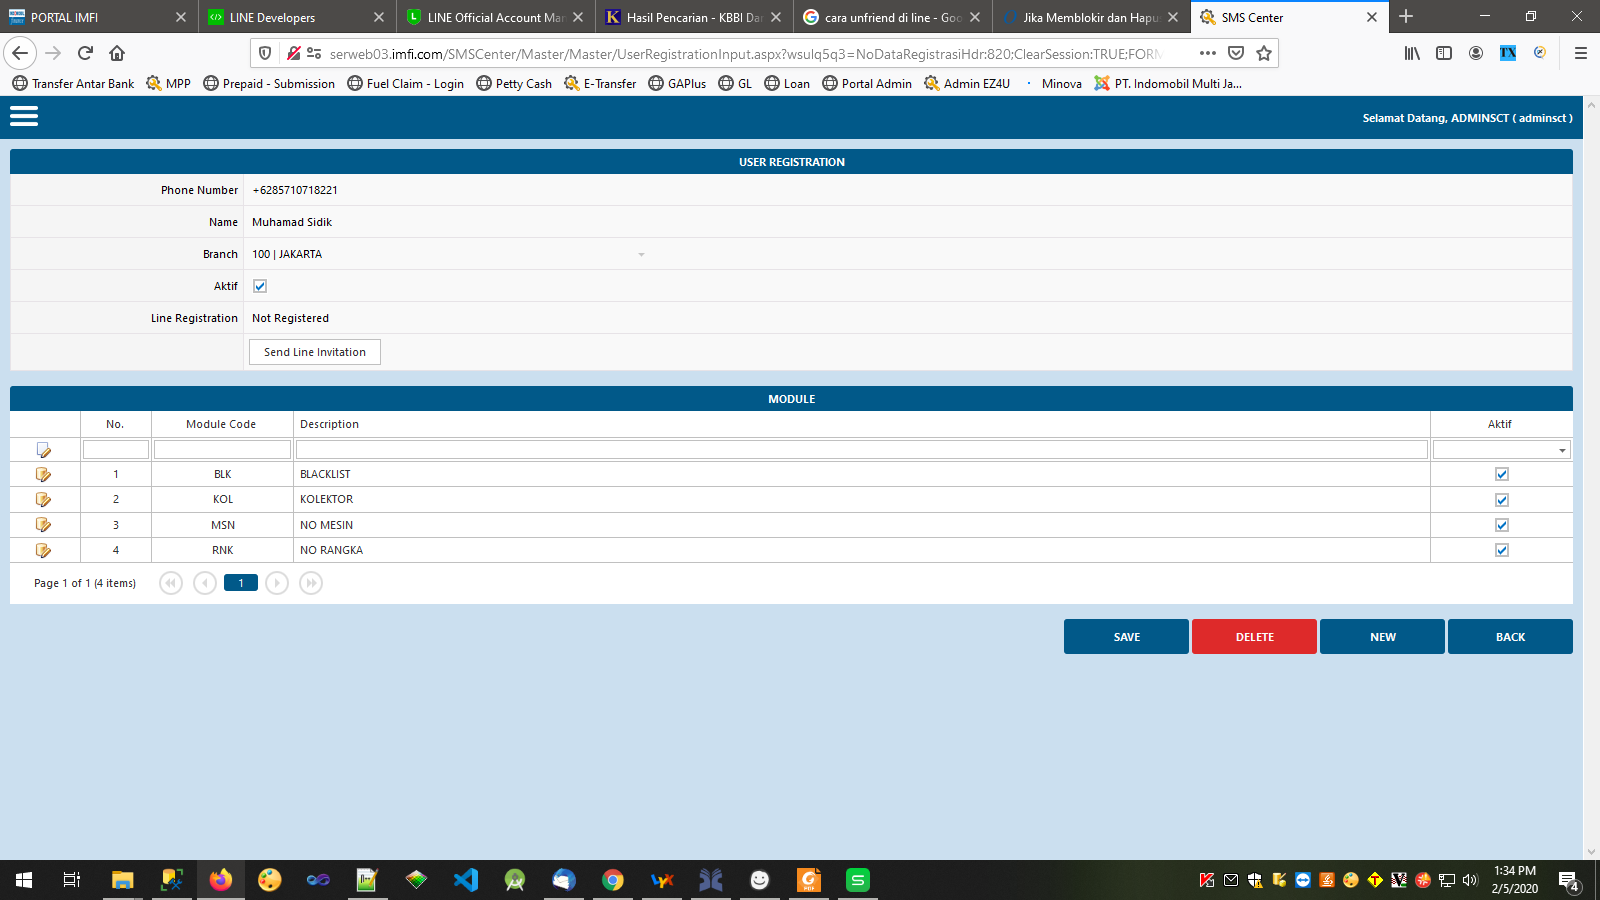 PORTAL IMFI
LINE Developers
LINE Official Account Man
Hasil Pencarian - KBBI Dar
cara unfriend di line - Goo
Jika Memblokir dan Hapu
SMS Center
serweb03.imfi.com/SMSCenter/Master/Master/UserRegistrationInput.aspx?wsulq5q3=NoDataRegistrasiHdr:820;ClearSession:TRUE;FORM
Transfer Antar Bank MPP Prepaid - Submission Fuel Claim - Login Petty Cash E-Transfer GAPlus GL Loan Portal Admin Admin EZ4U Minova PT. Indomobil Multi Ja...
Selamat Datang, ADMINSCT ( adminsct )
USER REGISTRATION
Phone Number +6285710718221
Name Muhamad Sidik
Branch 100 | JAKARTA
Aktif
Line Registration Not Registered
Send Line Invitation
MODULE
No. Module Code Description Aktif
1 BLK BLACKLIST
2 KOL KOLEKTOR
3 MSN NO MESIN
4 RNK NO RANGKA
Page 1 of 1 (4 items) 1
SAVE DELETE NEW BACK
1:34 PM
2/5/2020
4